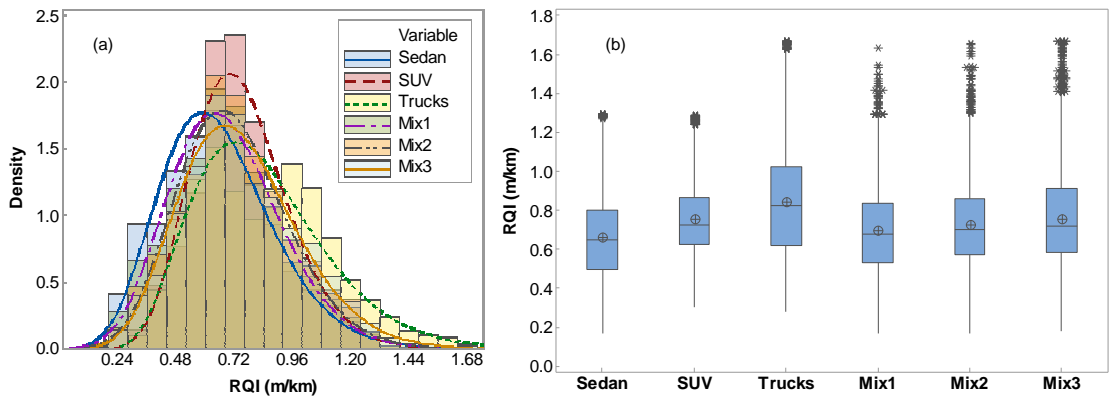 (a)
Density
2.5
2.0
1.5
1.0
0.5
0.0
0.24 0.48 0.72 0.96 1.20 1.44 1.68
RQI (m/km)
Variable
Sedan
SUV
Trucks
Mix1
Mix2
Mix3
(b)
RQI (m/km)
1.8
1.6
1.4
1.2
1.0
0.8
0.6
0.4
0.2
0.0
Sedan SUV Trucks Mix1 Mix2 Mix3